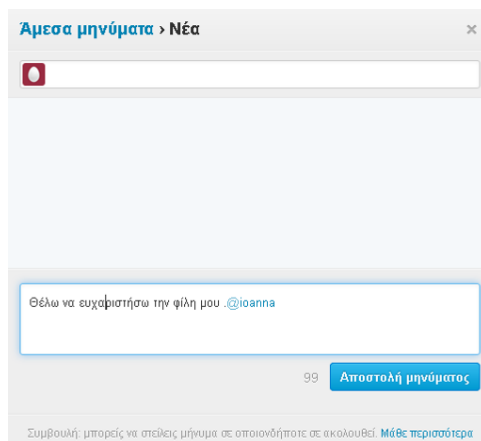 Άμεσα μηνύματα › Νέα
×
Θέλω να ευχαριστήσω την φίλη μου .@ioanna
99
Αποστολή μηνύματος
Συμβουλή: μπορείς να στείλεις μήνυμα σε οποιονδήποτε σε ακολουθεί. Μάθε περισσότερα